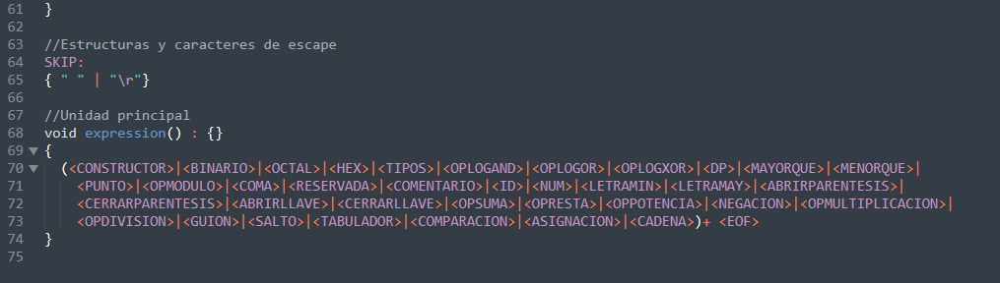 61 }
62
63 //Estructuras y caracteres de escape
64 SKIP:
65 { " " | "\r"}
66
67 //Unidad principal
68 void expression() : {}
69 {
70 (<CONSTRUCTOR>|<BINARIO>|<OCTAL>|<HEX>|<TIPOS>|<OPLOGAND>|<OPLOGOR>|<OPLOGXOR>|<DP>|<MAYORQUE>|<MENORQUE>|
71 <PUNTO>|<OPMODULO>|<COMA>|<RESERVADA>|<COMENTARIO>|<ID>|<NUM>|<LETRAMIN>|<LETRAMAY>|<ABRIRPARENTESIS>|
72 <CERRARPARENTESIS>|<ABRIRLLAVE>|<CERRARLLAVE>|<OPSUMA>|<OPRESTA>|<OPPOTENCIA>|<NEGACION>|<OPMULTIPLICACION>|
73 <OPDIVISION>|<GUION>|<SALTO>|<TABULADOR>|<COMPARACION>|<ASIGNACION>|<CADENA>)+ <EOF>
74 }
75